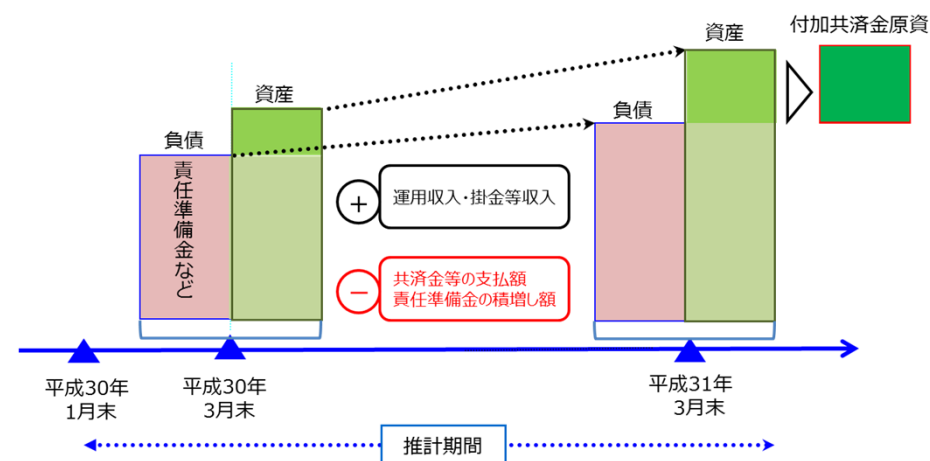 付加共済金原資
資産
資産
負債
負債
責任準備金など
＋
運用収入・掛金等収入
－
共済金等の支払額
責任準備金の積増し額
平成30年
1月末
平成30年
3月末
平成31年
3月末
推計期間